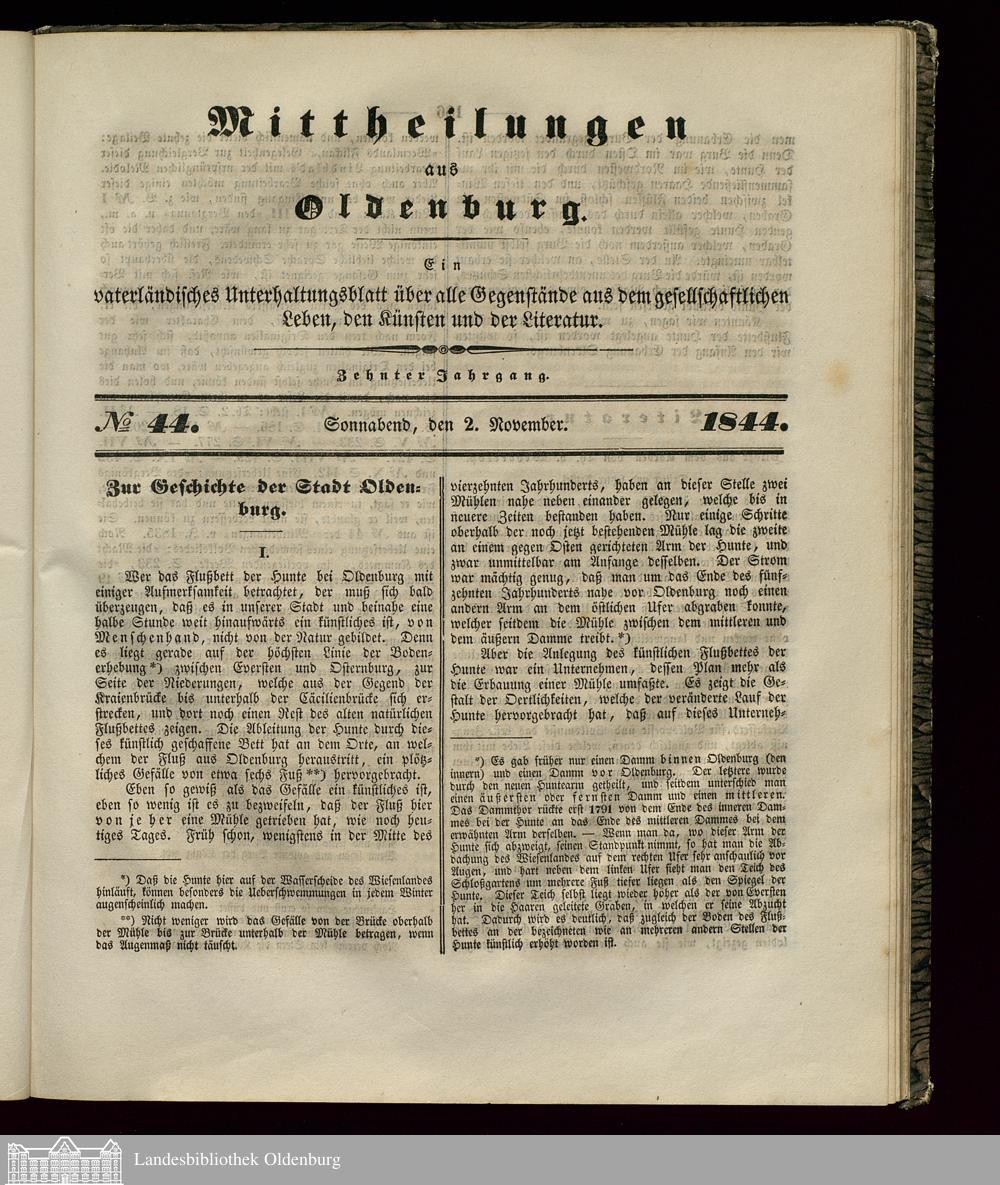 Mittheilungen
aus
Oldenburg.
Ein
vaterländisches Unterhaltungsblatt über alle Gegenstände aus dem gesellschaftlichen
Leben, den Künsten und der Literatur.
Zehnter Jahrgang.
№ 44. Sonnabend, den 2. November. 1844.
Zur Geschichte der Stadt Olden-
burg.
I.
Wer das Flußbett der Hunte bei Oldenburg mit
einiger Aufmerksamkeit betrachtet, der muß sich bald
überzeugen, daß es in unserer Stadt und beinahe eine
halbe Stunde weit hinaufwärts ein künstliches ist, von
Menschenhand, nicht von der Natur gebildet. Denn
es liegt gerade auf der höchsten Linie der Boden-
erhebung*) zwischen Eversten und Osternburg, zur
Seite der Niederungen, welche aus der Gegend der
Kraienbrücke bis unterhalb der Cäcilienbrücke sich er-
strecken, und dort noch einen Rest des alten natürlichen
Flußbettes zeigen. Die Ableitung der Hunte durch die-
ses künstlich geschaffene Bett hat an dem Orte, an wel-
chem der Fluß aus Oldenburg heraustritt, ein plötz-
liches Gefälle von etwa sechs Fuß**) hervorgebracht.
Eben so gewiß als das Gefälle ein künstliches ist,
eben so wenig ist es zu bezweifeln, daß der Fluß hier
von jeher eine Mühle getrieben hat, wie noch heu-
tiges Tages. Früh schon, wenigstens in der Mitte des
*) Daß die Hunte hier auf der Wasserscheide des Wiesenlandes
hinläuft, können besonders die Ueberschwemmungen in jedem Winter
augenscheinlich machen.
**) Nicht weniger wird das Gefälle von der Brücke oberhalb
der Mühle bis zur Brücke unterhalb der Mühle betragen, wenn
das Augenmaß nicht täuscht.
vierzehnten Jahrhunderts, haben an dieser Stelle zwei
Mühlen nahe neben einander gelegen, welche bis in
neuere Zeiten bestanden haben. Nur einige Schritte
oberhalb der noch jetzt bestehenden Mühle lag die zweite
an einem gegen Osten gerichteten Arm der Hunte, und
zwar unmittelbar am Anfange desselben. Der Strom
war mächtig genug, daß man um das Ende des fünf-
zehnten Jahrhunderts nahe vor Oldenburg noch einen
andern Arm an dem östlichen Ufer abgraben konnte,
welcher seitdem die Mühle zwischen dem mittleren und
dem äußern Damme treibt.*)
Aber die Anlegung des künstlichen Flußbettes der
Hunte war ein Unternehmen, dessen Plan mehr als
die Erbauung einer Mühle umfaßte. Es zeigt die Ge-
stalt der Oertlichkeiten, welche der veränderte Lauf der
Hunte hervorgebracht hat, daß auf dieses Unterneh-
*) Es gab früher nur einen Damm binnen Oldenburg (den
innern) und einen Damm vor Oldenburg. Der letztere wurde
durch den neuen Huntearm getheilt, und seitdem unterschied man
einen äußersten oder fernsten Damm und einen mittleren.
Das Dammthor rückte erst 1791 von dem Ende des inneren Dam-
mes bei der Hunte an das Ende des mittleren Dammes bei dem
erwähnten Arm derselben. — Wenn man da, wo dieser Arm der
Hunte sich abzweigt, seinen Standpunkt nimmt, so hat man die Ab-
dachung des Wiesenlandes auf dem rechten Ufer sehr anschaulich vor
Augen, und hart neben dem linken Ufer sieht man den Teich des
Schloßgartens um mehrere Fuß tiefer liegen als den Spiegel der
Hunte. Dieser Teich selbst liegt wieder höher als der von Eversten
her in die Haaren geleitete Graben, in welchen er seine Abzucht
hat. Dadurch wird es deutlich, daß zugleich der Boden des Fluß-
bettes an der bezeichneten wie an mehreren andern Stellen der
Hunte künstlich erhöht worden ist.
Landesbibliothek Oldenburg